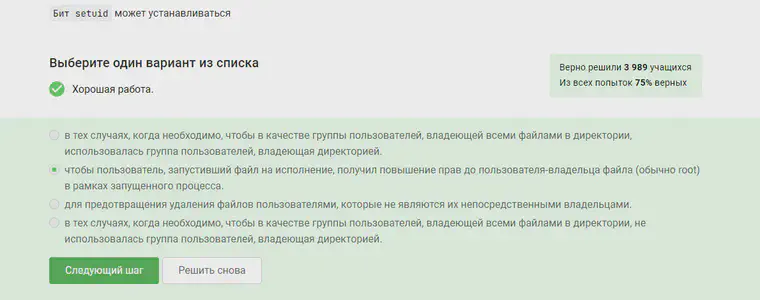 Бит setuid может устанавливаться
Выберите один вариант из списка
Верно решили 3 989 учащихся
Из всех попыток 75% верных
Хорошая работа.
в тех случаях, когда необходимо, чтобы в качестве группы пользователей, владеющей всеми файлами в директории,
использовалась группа пользователей, владеющая директорией.
чтобы пользователь, запустивший файл на исполнение, получил повышение прав до пользователя-владельца файла (обычно root)
в рамках запущенного процесса.
для предотвращения удаления файлов пользователями, которые не являются их непосредственными владельцами.
в тех случаях, когда необходимо, чтобы в качестве группы пользователей, владеющей всеми файлами в директории, не
использовалась группа пользователей, владеющая директорией.
Следующий шаг
Решить снова